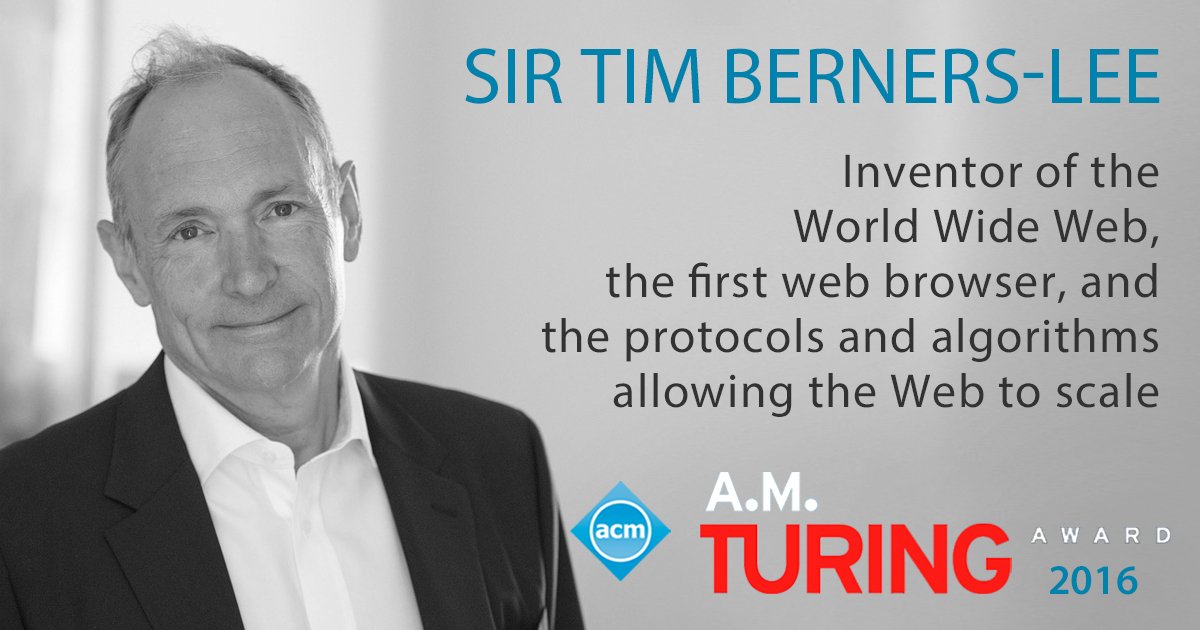 SIR TIM BERNERS-LEE
Inventor of the
World Wide Web,
the first web browser, and
the protocols and algorithms
allowing the Web to scale
acm
A.M.
TURING AWARD
2016